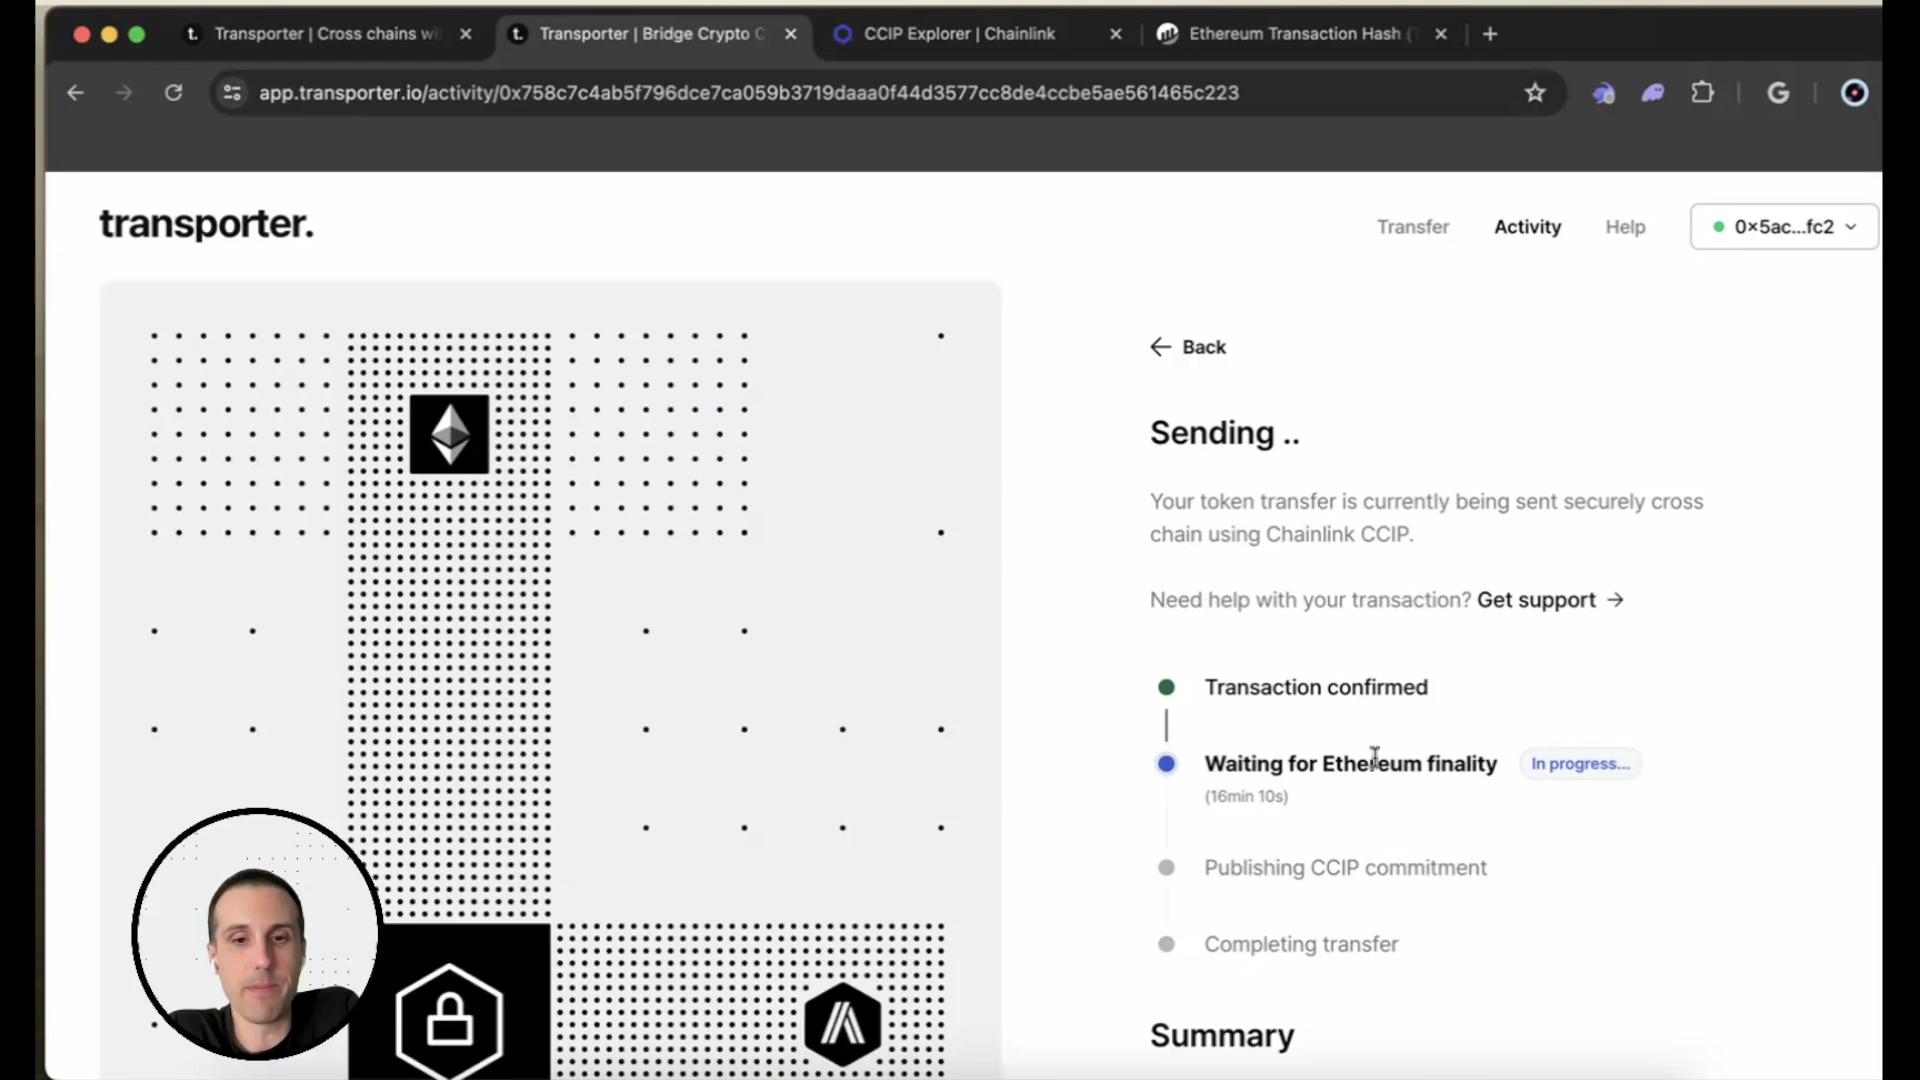 Transporter | Cross chains wi
Transporter | Bridge Crypto C
CCIP Explorer | Chainlink
Ethereum Transaction Hash (
app.transporter.io/activity/0x758c7c4ab5f796dce7ca059b3719daaa0f44d3577cc8de4ccbe5ae561465c223
transporter.
Transfer
Activity
Help
0×5ac...fc2
Back
Sending ..
Your token transfer is currently being sent securely cross
chain using Chainlink CCIP.
Need help with your transaction? Get support →
Transaction confirmed
Waiting for Ethereum finality
In progress...
(16min 10s)
Publishing CCIP commitment
Completing transfer
Summary